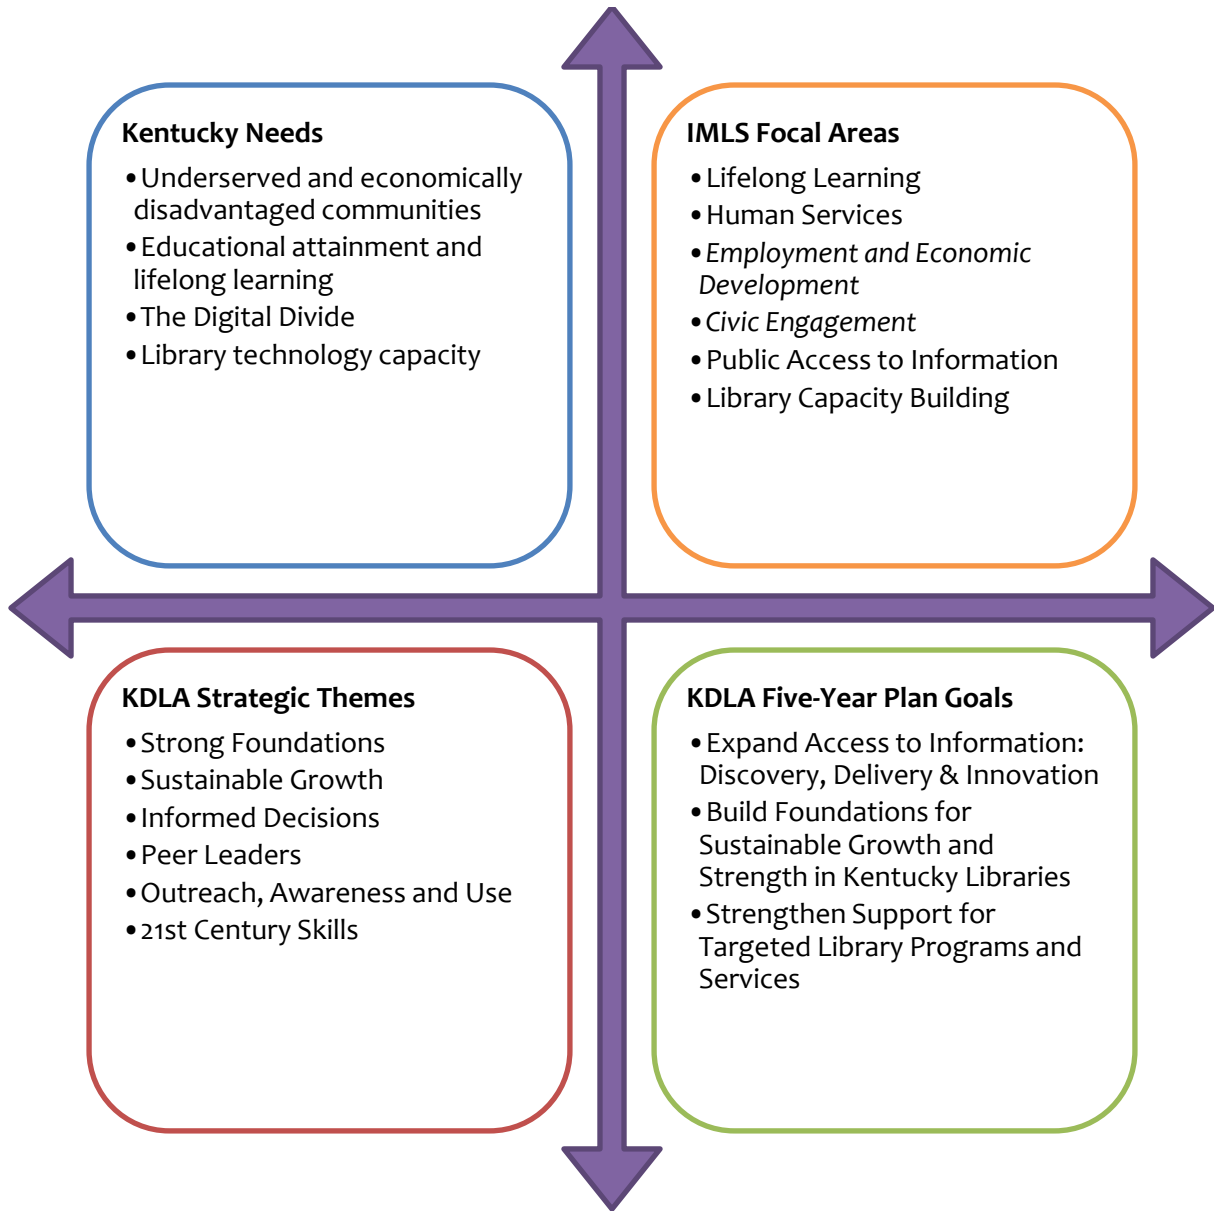 Kentucky Needs
•Underserved and economically
disadvantaged communities
•Educational attainment and
lifelong learning
•The Digital Divide
•Library technology capacity
IMLS Focal Areas
•Lifelong Learning
•Human Services
•Employment and Economic
Development
•Civic Engagement
•Public Access to Information
•Library Capacity Building
KDLA Strategic Themes
•Strong Foundations
•Sustainable Growth
•Informed Decisions
•Peer Leaders
•Outreach, Awareness and Use
•21st Century Skills
KDLA Five-Year Plan Goals
•Expand Access to Information:
Discovery, Delivery & Innovation
•Build Foundations for
Sustainable Growth and
Strength in Kentucky Libraries
•Strengthen Support for
Targeted Library Programs and
Services